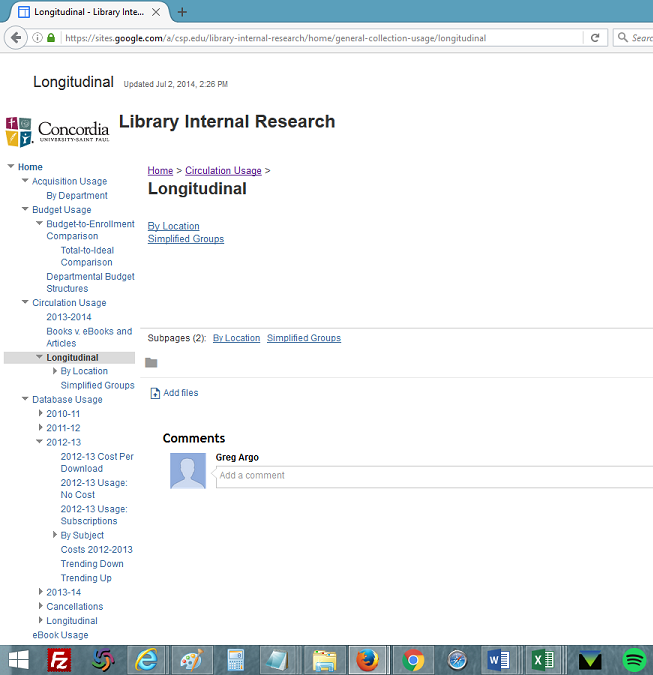 Longitudinal - Library Inte...
https://sites.google.com/a/csp.edu/library-internal-research/home/general-collection-usage/longitudinal
Sear
Longitudinal Updated Jul 2, 2014, 2:26 PM
Concordia
UNIVERSITY·SAINT PAUL
Library Internal Research
Home
Acquisition Usage
By Department
Budget Usage
Budget-to-Enrollment
Comparison
Total-to-Ideal
Comparison
Departmental Budget
Structures
Circulation Usage
2013-2014
Books v. eBooks and
Articles
Longitudinal
By Location
Simplified Groups
Database Usage
2010-11
2011-12
2012-13
2012-13 Cost Per
Download
2012-13 Usage:
No Cost
2012-13 Usage:
Subscriptions
By Subject
Costs 2012-2013
Trending Down
Trending Up
2013-14
Cancellations
Longitudinal
eBook Usage
Home > Circulation Usage >
Longitudinal
By Location
Simplified Groups
Subpages (2): By Location Simplified Groups
Add files
Comments
Greg Argo
Add a comment